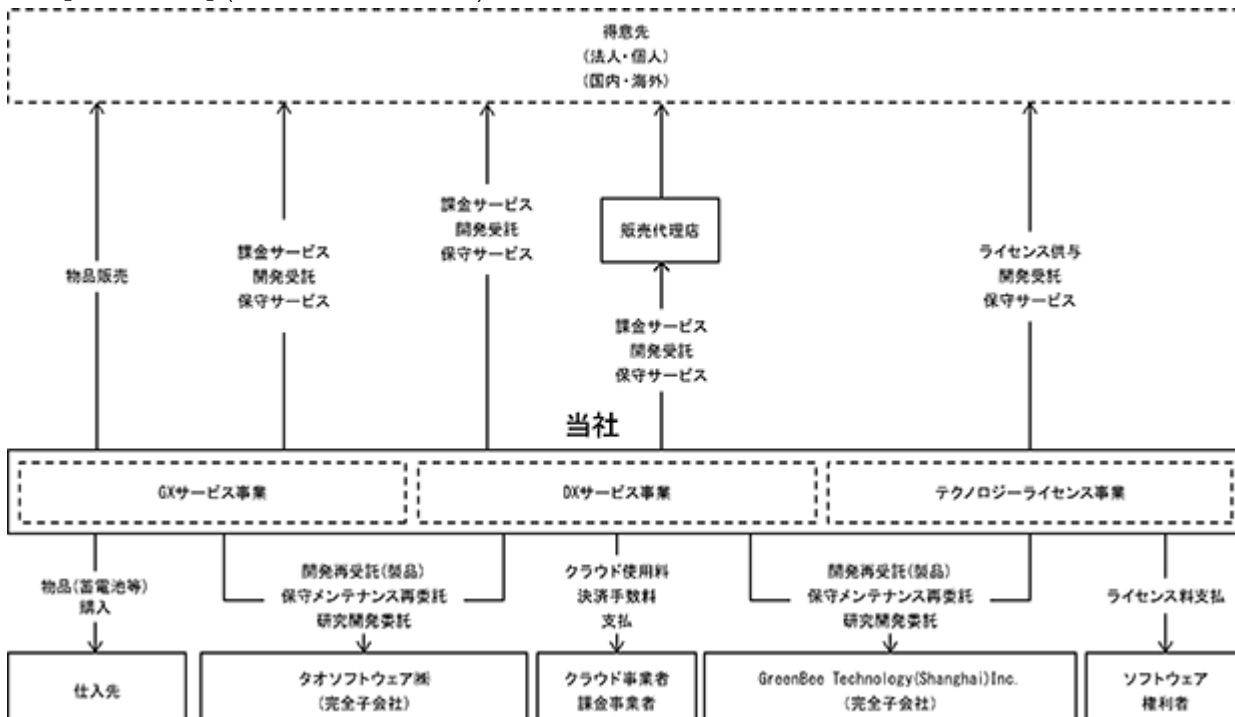 得意先
(法人・個人)
(国内・海外)
物品販売
課金サービス
開発受託
保守サービス
課金サービス
開発受託
保守サービス
販売代理店
課金サービス
開発受託
保守サービス
ライセンス供与
開発受託
保守サービス
当社
GXサービス事業
DXサービス事業
テクノロジーライセンス事業
物品(蓄電池等)
購入
開発再受託(製品)
保守メンテナンス再委託
研究開発委託
クラウド使用料
決済手数料
支払
開発再受託(製品)
保守メンテナンス再委託
研究開発委託
ライセンス料支払
仕入先
タオソフトウェア㈱
(完全子会社)
クラウド事業者
課金事業者
GreenBee Technology(Shanghai)Inc.
(完全子会社)
ソフトウェア
権利者